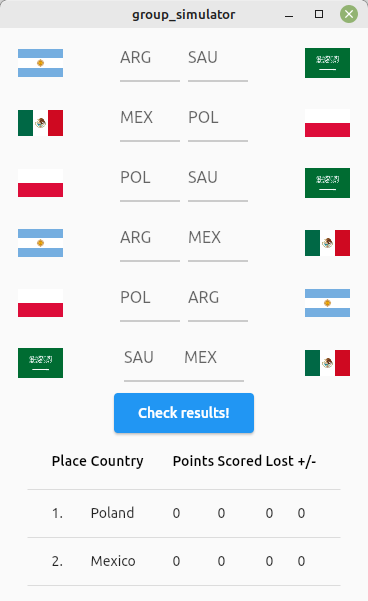 group_simulator
ARG SAU
MEX POL
POL SAU
ARG MEX
POL ARG
SAU MEX
Check results!
Place Country Points Scored Lost +/-
1. Poland 0 0 0 0
2. Mexico 0 0 0 0